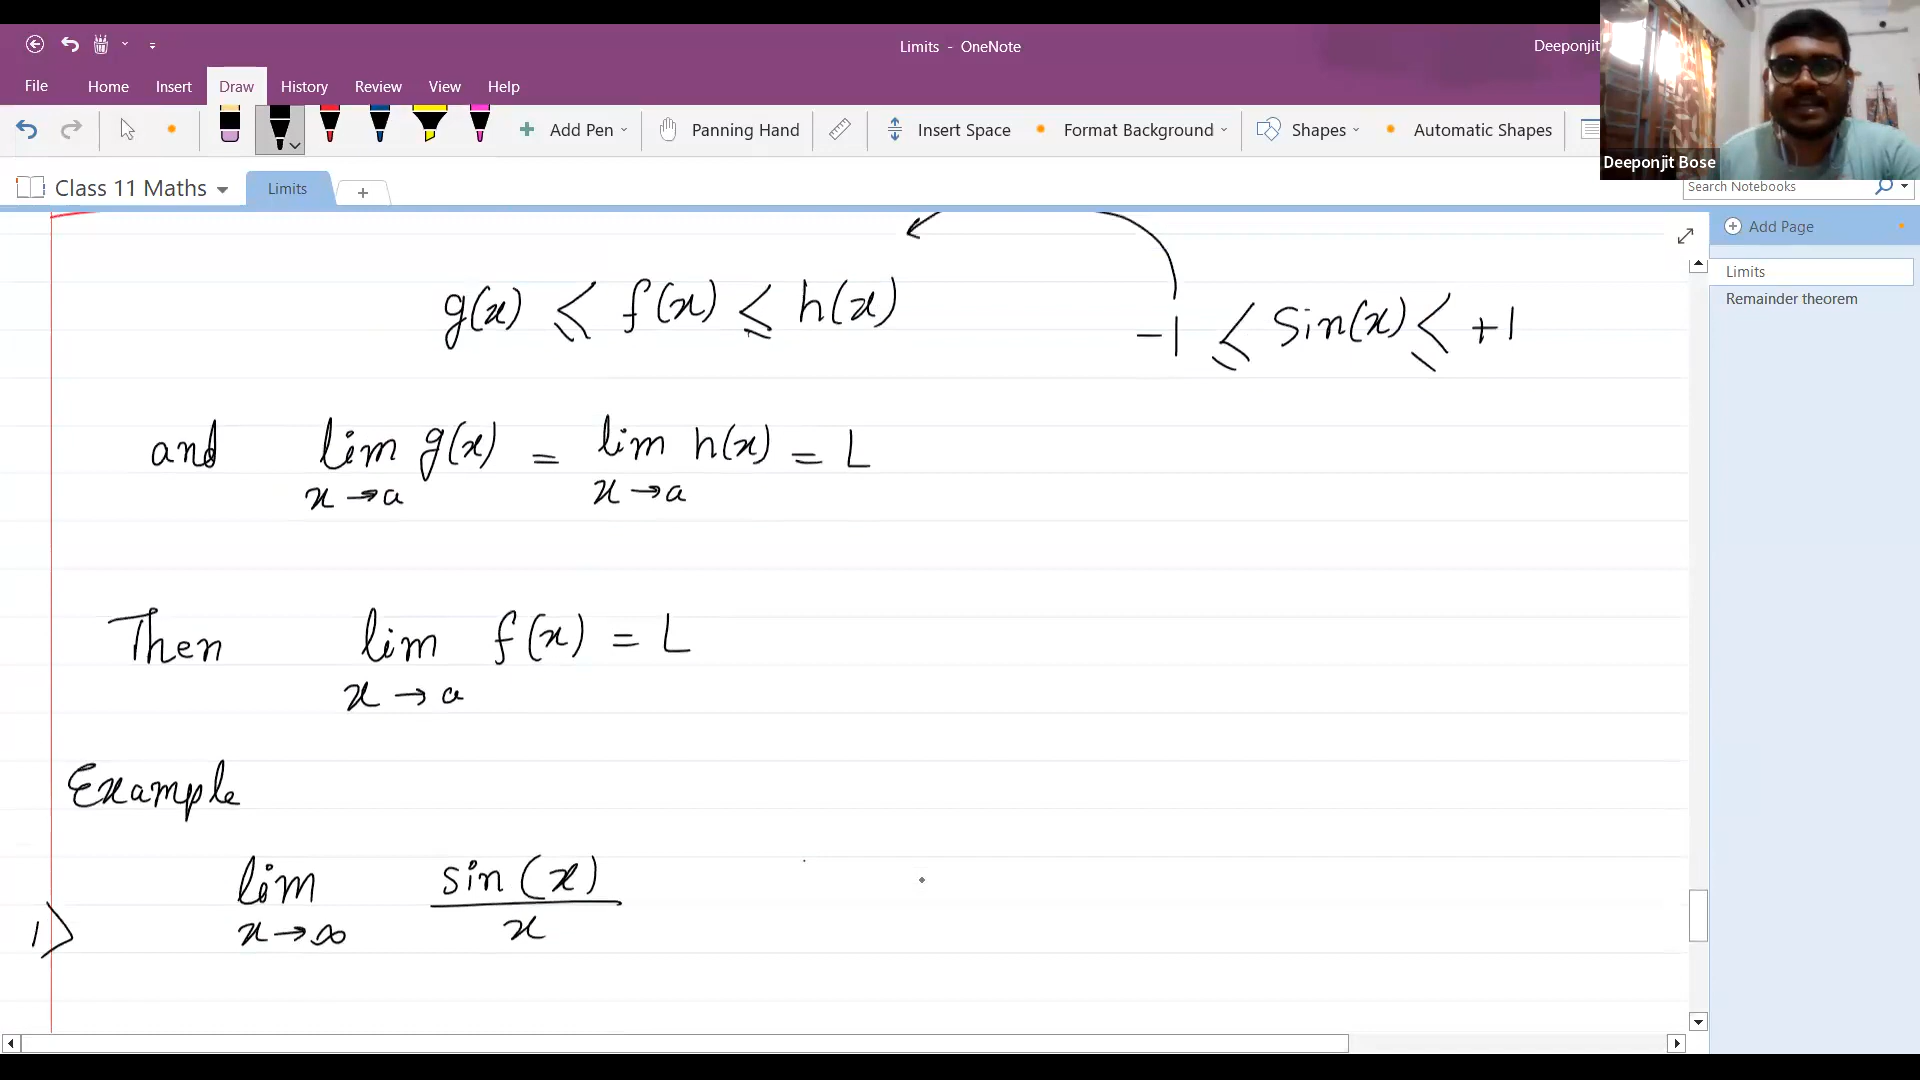 Limits - OneNote
Deeponjit
File Home Insert Draw History Review View Help
Add Pen Panning Hand Insert Space Format Background Shapes Automatic Shapes
Deeponjit Bose
Class 11 Maths Limits +
Search Notebooks
Add Page
Limits
Remainder theorem
g(x) ≤ f(x) ≤ h(x)
-1 ≤ Sin(x) ≤ +1
and lim g(x) = lim h(x) = L
x→a x→a
Then lim f(x) = L
x→a
Example
1) lim sin(x)
x→∞ x